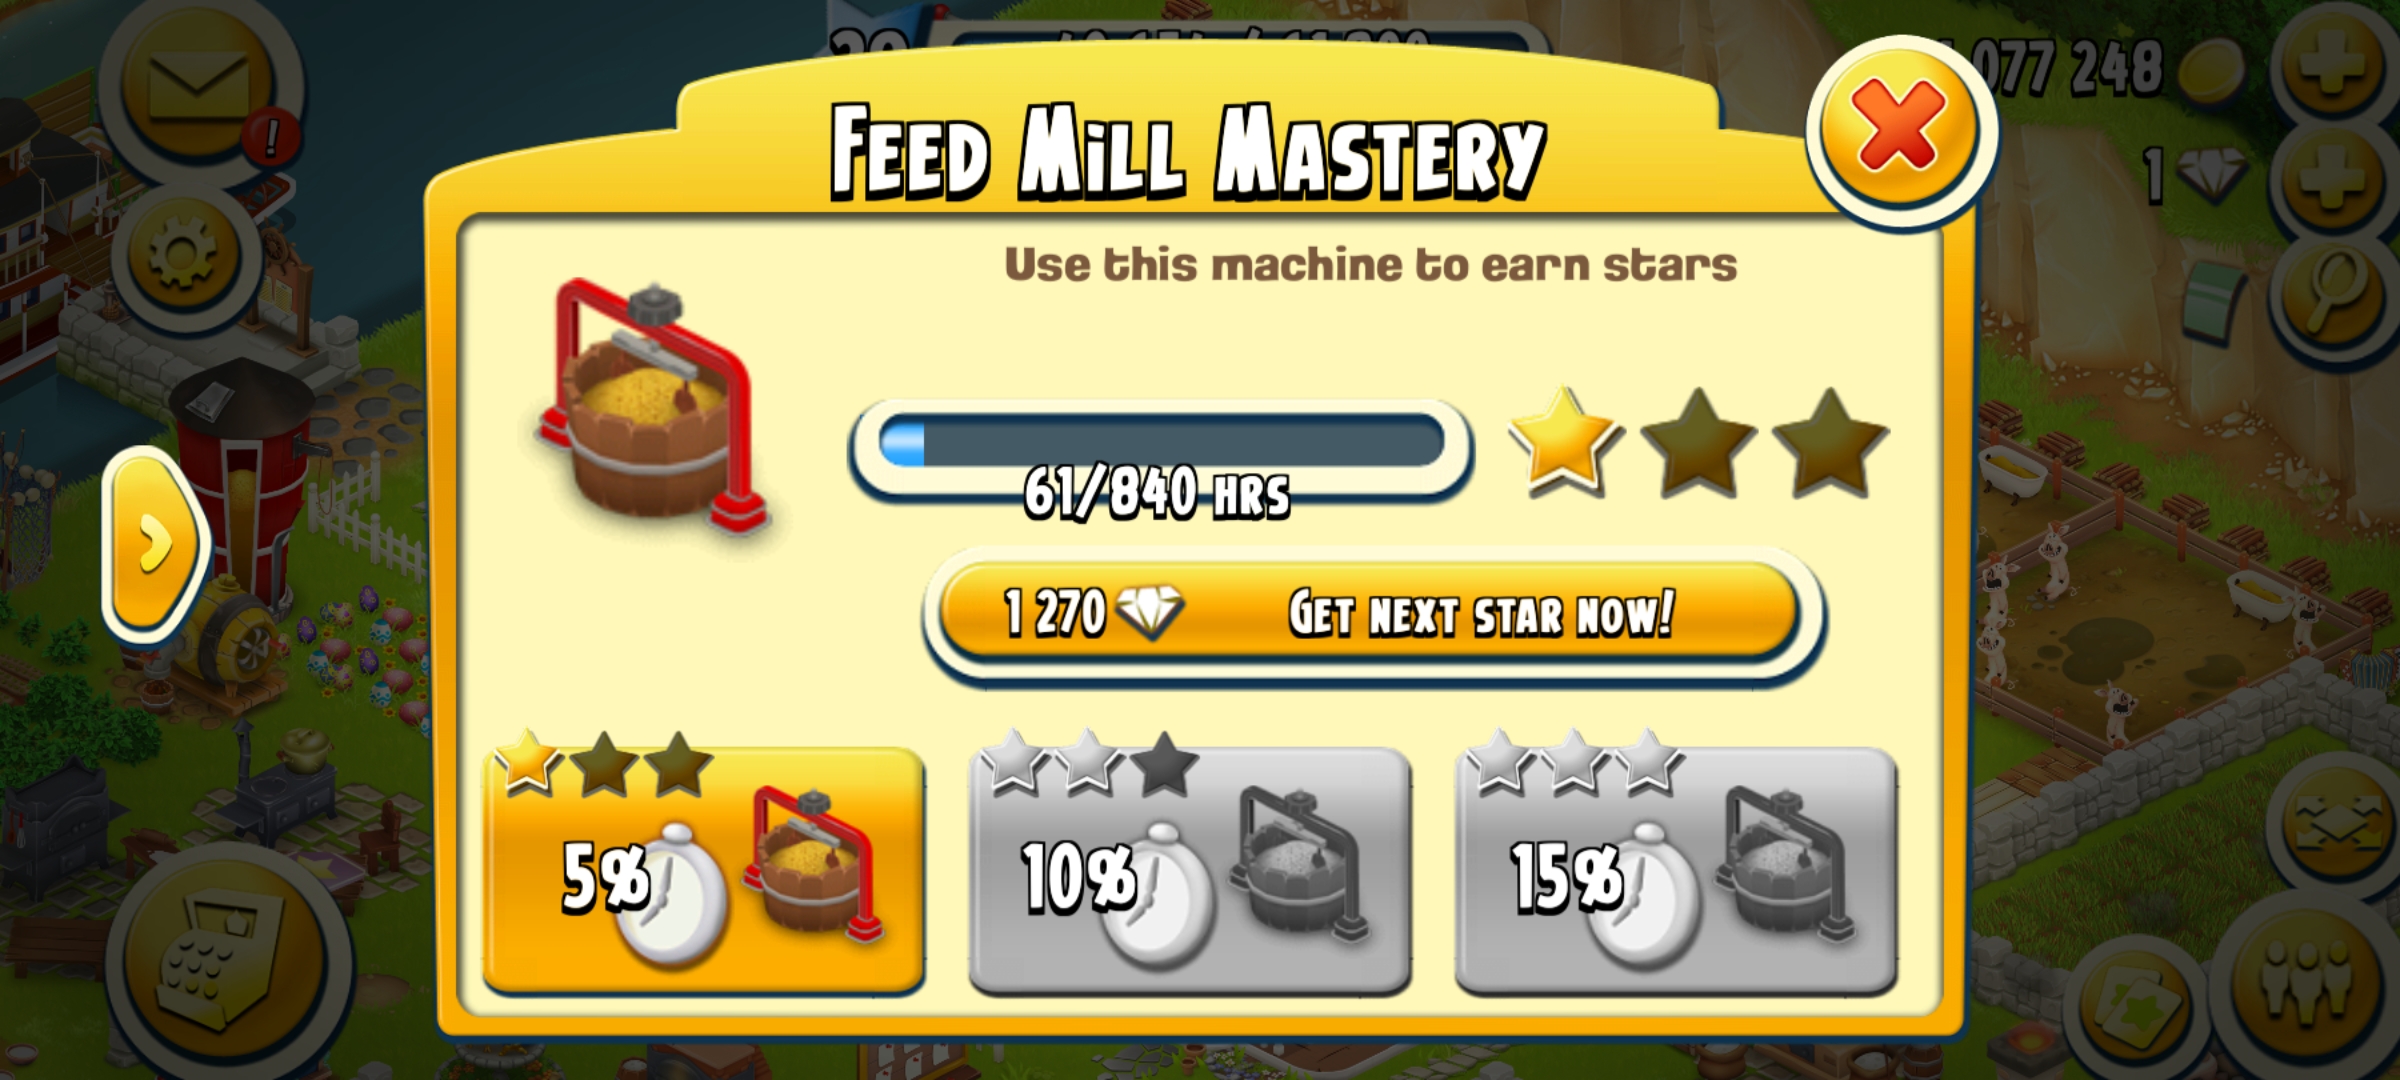 077 248
FEED MiLL MASTERY
!
1
Use this machine to earn stars
61/840 HRS
1 270 GET NEXT STAR NOW!
5% 10% 15%